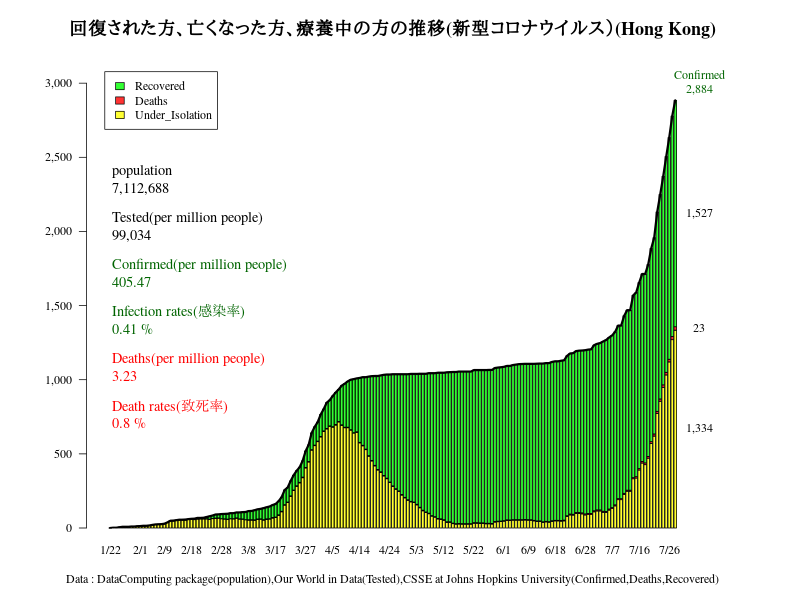 回復された方、亡くなった方、療養中の方の推移(新型コロナウイルス）(Hong Kong)
Confirmed
2,884
3,000
Recovered
Deaths
Under_Isolation
2,500
population
7,112,688
Tested(per million people)
99,034
1,527
2,000
Confirmed(per million people)
405.47
1,500
Infection rates(感染率)
0.41 %
23
Deaths(per million people)
3.23
1,000
Death rates(致死率)
0.8 %
1,334
500
0
1/22 2/1 2/9 2/18 2/28 3/8 3/17 3/27 4/5 4/14 4/24 5/3 5/12 5/22 6/1 6/9 6/18 6/28 7/7 7/16 7/26
Data : DataComputing package(population),Our World in Data(Tested),CSSE at Johns Hopkins University(Confirmed,Deaths,Recovered)